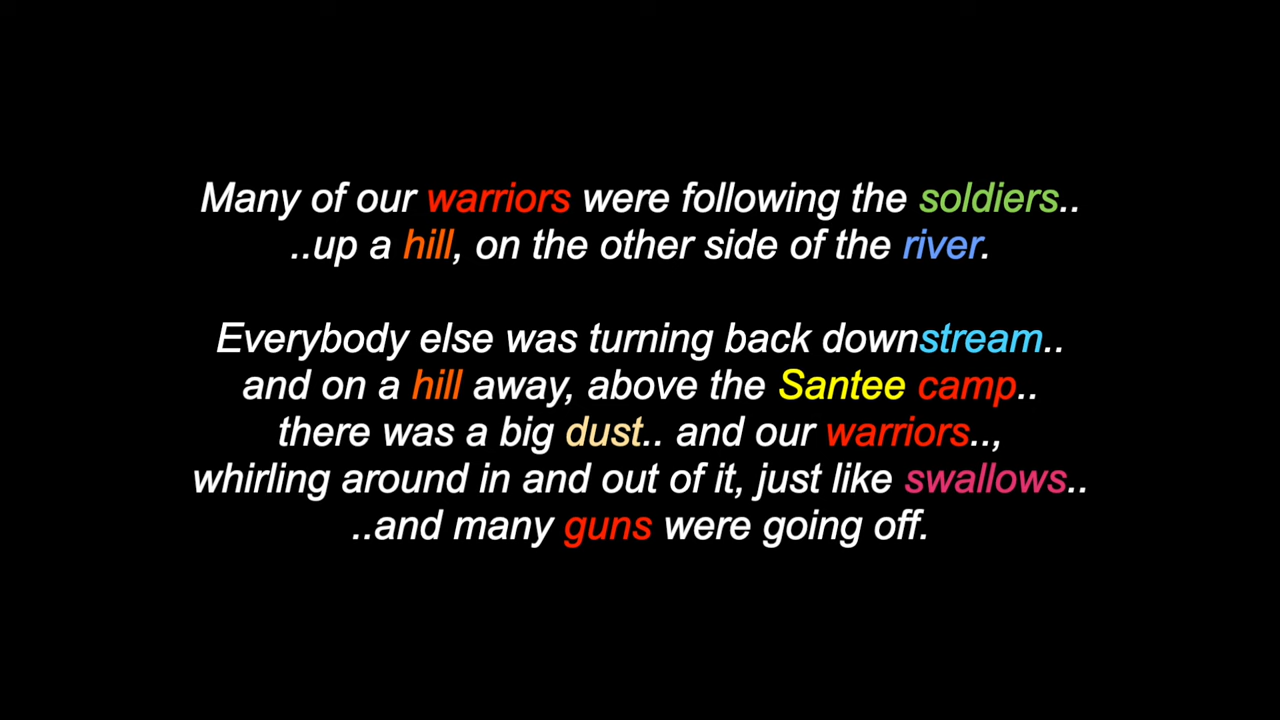 Many of our warriors were following the soldiers..
..up a hill, on the other side of the river.
Everybody else was turning back downstream..
and on a hill away, above the Santee camp..
there was a big dust.. and our warriors..,
whirling around in and out of it, just like swallows..
..and many guns were going off.